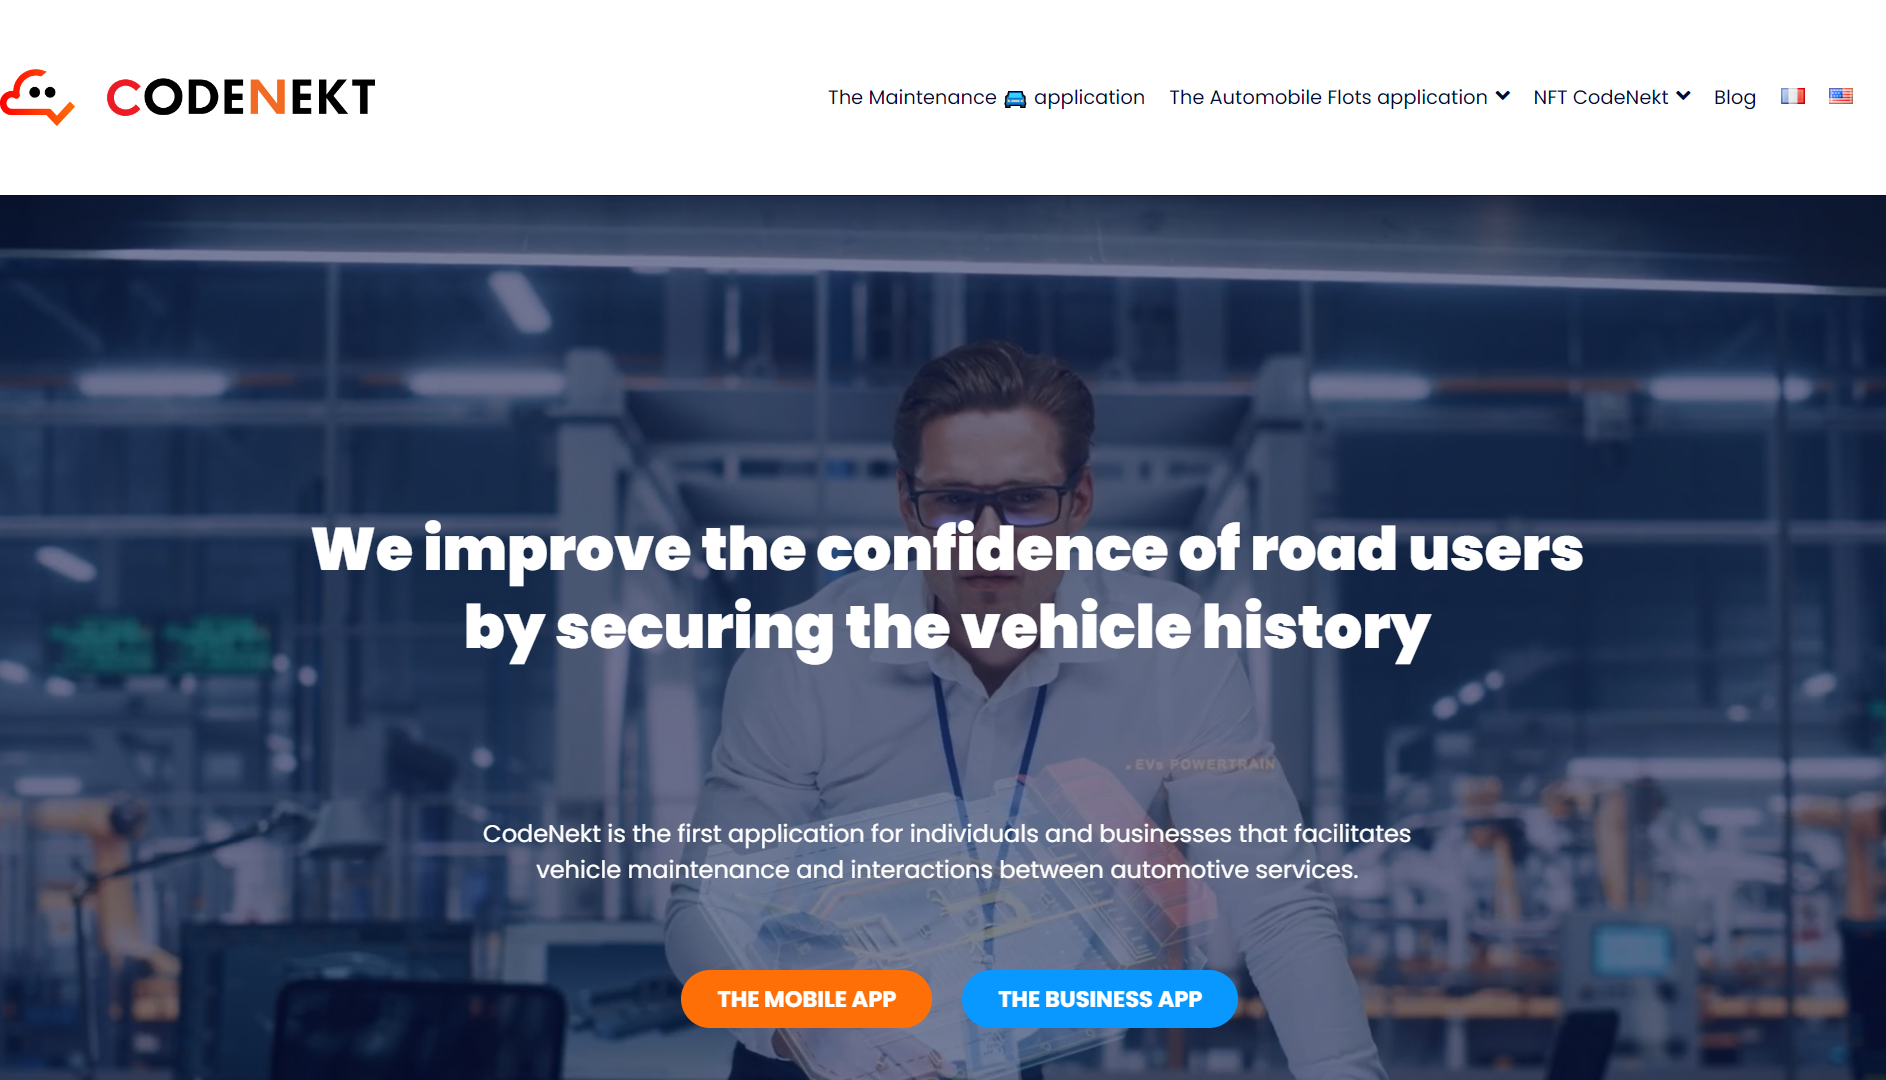 CODENEKT
The Maintenance 🚘 application
The Automobile Flots application
NFT CodeNekt
Blog
We improve the confidence of road users
by securing the vehicle history
. EVs POWERTRAIN
CodeNekt is the first application for individuals and businesses that facilitates
vehicle maintenance and interactions between automotive services.
THE MOBILE APP
THE BUSINESS APP